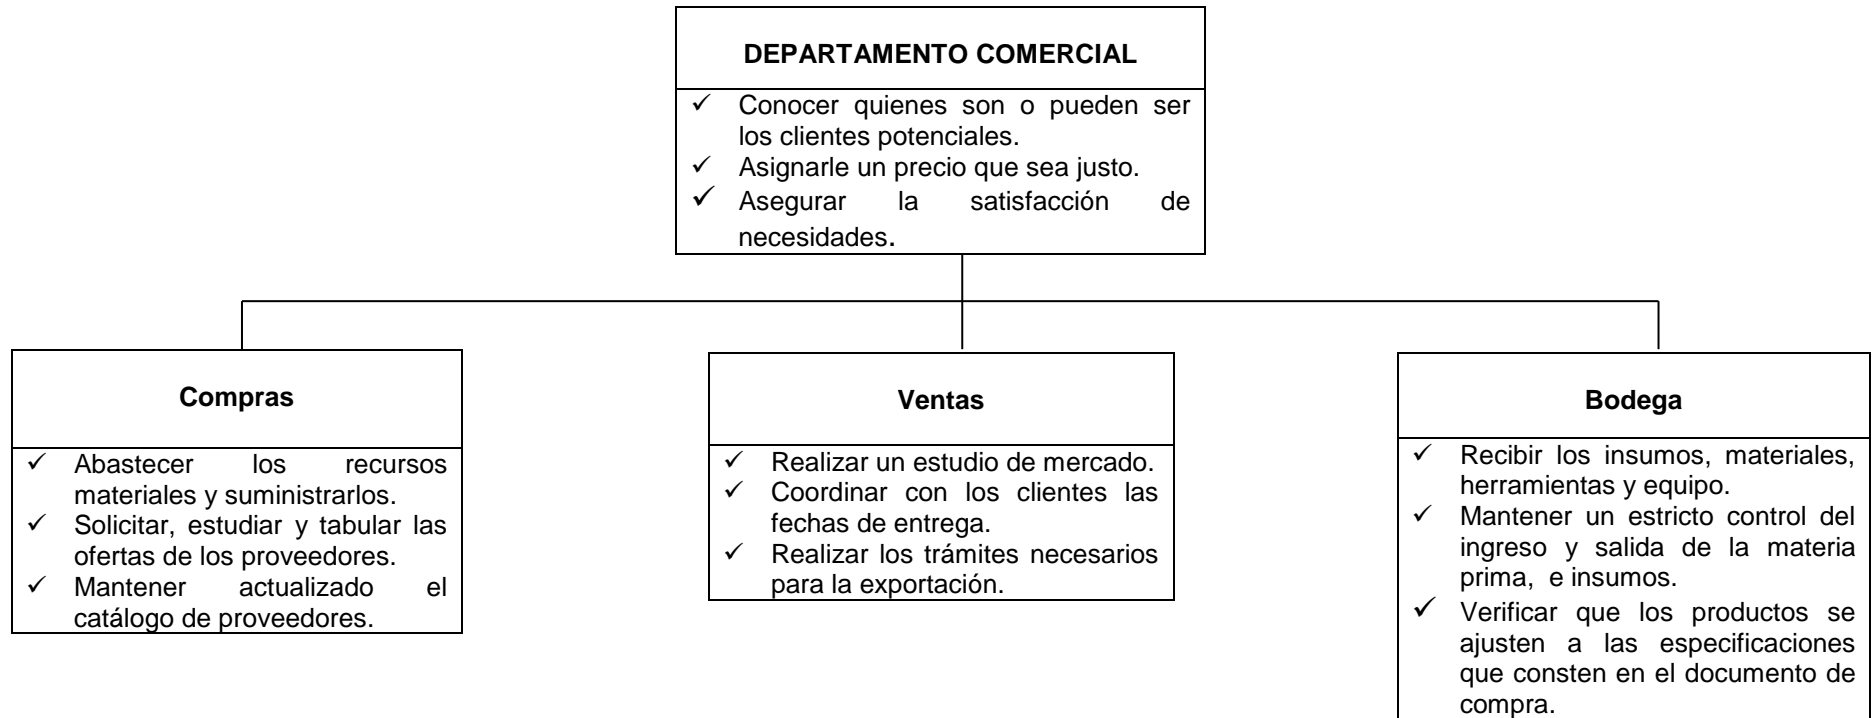 DEPARTAMENTO COMERCIAL
✓ Conocer quienes son o pueden ser
los clientes potenciales.
✓ Asignarle un precio que sea justo.
✓ Asegurar la satisfacción de
necesidades.
Compras
✓ Abastecer los recursos
materiales y suministrarlos.
✓ Solicitar, estudiar y tabular las
ofertas de los proveedores.
✓ Mantener actualizado el
catálogo de proveedores.
Ventas
✓ Realizar un estudio de mercado.
✓ Coordinar con los clientes las
fechas de entrega.
✓ Realizar los trámites necesarios
para la exportación.
Bodega
✓ Recibir los insumos, materiales,
herramientas y equipo.
✓ Mantener un estricto control del
ingreso y salida de la materia
prima, e insumos.
✓ Verificar que los productos se
ajusten a las especificaciones
que consten en el documento de
compra.